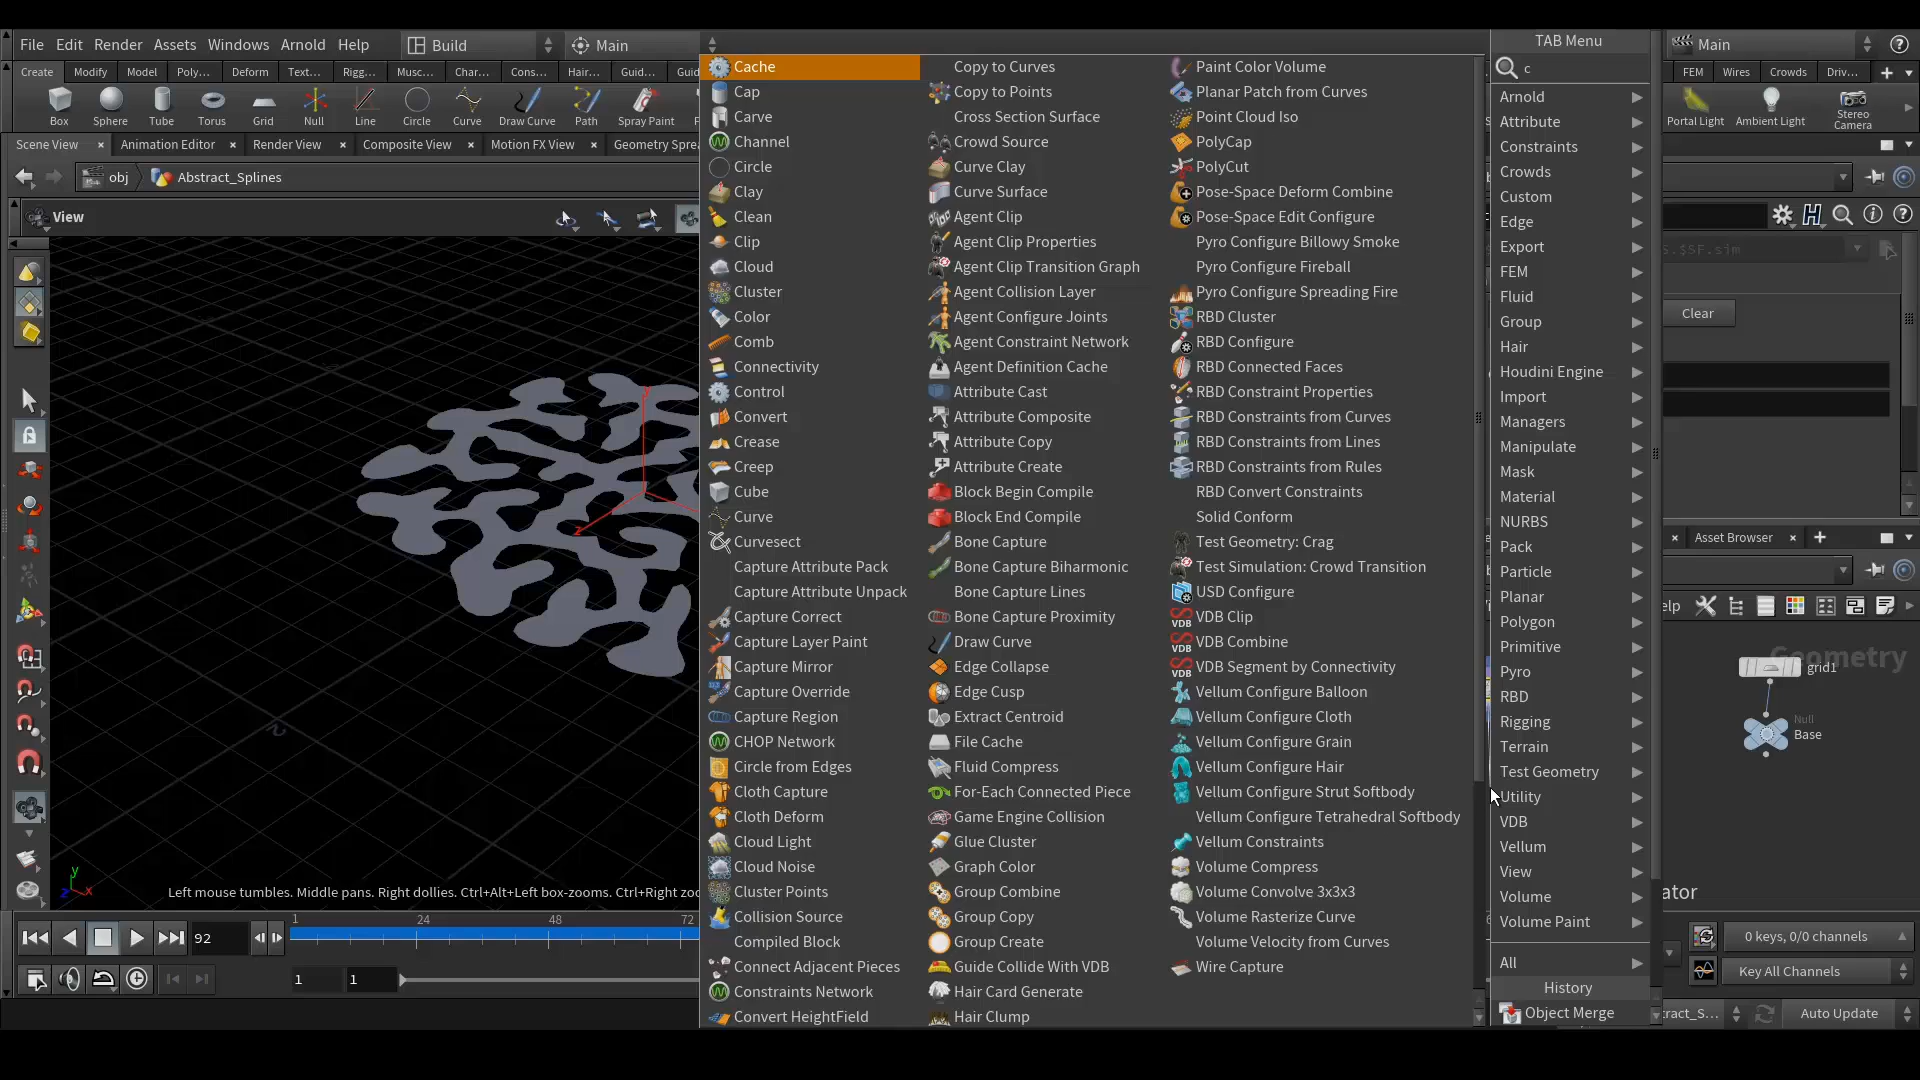 File Edit Render Assets Windows Arnold Help Build Main
TAB Menu
Main
Create Modify Model Poly... Deform Text... Rigg... Musc... Char... Cons... Hair... Guid... Guid
FEM Wires Crowds Driv...
Box Sphere Tube Torus Grid Null Line Circle Curve Draw Curve Path Spray Paint
Portal Light Ambient Light Stereo Camera
Scene View Animation Editor Render View Composite View Motion FX View Geometry Sprea
obj Abstract_Splines
View
S.$SF.sim
Clear
Asset Browser
elp
Geometry
grid1
Null
Base
ator
Cache
Cap
Carve
Channel
Circle
Clay
Clean
Clip
Cloud
Cluster
Color
Comb
Connectivity
Control
Convert
Crease
Creep
Cube
Curve
Curvesect
Capture Attribute Pack
Capture Attribute Unpack
Capture Correct
Capture Layer Paint
Capture Mirror
Capture Override
Capture Region
CHOP Network
Circle from Edges
Cloth Capture
Cloth Deform
Cloud Light
Cloud Noise
Cluster Points
Collision Source
Compiled Block
Connect Adjacent Pieces
Constraints Network
Convert HeightField
Copy to Curves
Copy to Points
Cross Section Surface
Crowd Source
Curve Clay
Curve Surface
Agent Clip
Agent Clip Properties
Agent Clip Transition Graph
Agent Collision Layer
Agent Configure Joints
Agent Constraint Network
Agent Definition Cache
Attribute Cast
Attribute Composite
Attribute Copy
Attribute Create
Block Begin Compile
Block End Compile
Bone Capture
Bone Capture Biharmonic
Bone Capture Lines
Bone Capture Proximity
Draw Curve
Edge Collapse
Edge Cusp
Extract Centroid
File Cache
Fluid Compress
For-Each Connected Piece
Game Engine Collision
Glue Cluster
Graph Color
Group Combine
Group Copy
Group Create
Guide Collide With VDB
Hair Card Generate
Hair Clump
Paint Color Volume
Planar Patch from Curves
Point Cloud Iso
PolyCap
PolyCut
Pose-Space Deform Combine
Pose-Space Edit Configure
Pyro Configure Billowy Smoke
Pyro Configure Fireball
Pyro Configure Spreading Fire
RBD Cluster
RBD Configure
RBD Connected Faces
RBD Constraint Properties
RBD Constraints from Curves
RBD Constraints from Lines
RBD Constraints from Rules
RBD Convert Constraints
Solid Conform
Test Geometry: Crag
Test Simulation: Crowd Transition
USD Configure
VDB Clip
VDB Combine
VDB Segment by Connectivity
Vellum Configure Balloon
Vellum Configure Cloth
Vellum Configure Grain
Vellum Configure Hair
Vellum Configure Strut Softbody
Vellum Configure Tetrahedral Softbody
Vellum Constraints
Volume Compress
Volume Convolve 3x3x3
Volume Rasterize Curve
Volume Velocity from Curves
Wire Capture
c
Arnold
Attribute
Constraints
Crowds
Custom
Edge
Export
FEM
Fluid
Group
Hair
Houdini Engine
Import
Managers
Manipulate
Mask
Material
NURBS
Pack
Particle
Planar
Polygon
Primitive
Pyro
RBD
Rigging
Terrain
Test Geometry
Utility
VDB
Vellum
View
Volume
Volume Paint
All
History
Object Merge
y
z
y
z x
Left mouse tumbles. Middle pans. Right dollies. Ctrl+Alt+Left box-zooms. Ctrl+Right zoo
1 24 48 72
92
1 1
0 keys, 0/0 channels
Key All Channels
ract_S... Auto Update